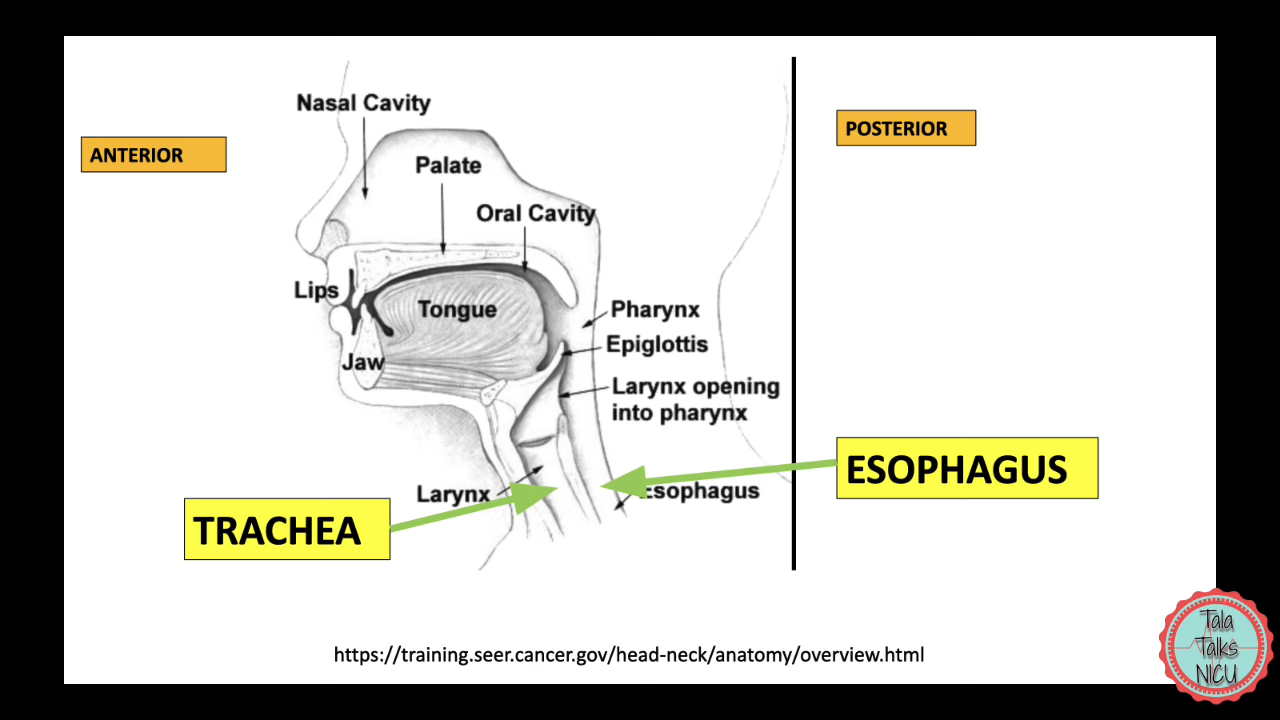 Nasal Cavity
POSTERIOR
ANTERIOR
Palate
Oral Cavity
Lips
Tongue
Pharynx
Epiglottis
Jaw
Larynx opening
into pharynx
ESOPHAGUS
Larynx
Esophagus
TRACHEA
https://training.seer.cancer.gov/head-neck/anatomy/overview.html
Tala
Talks
NICU